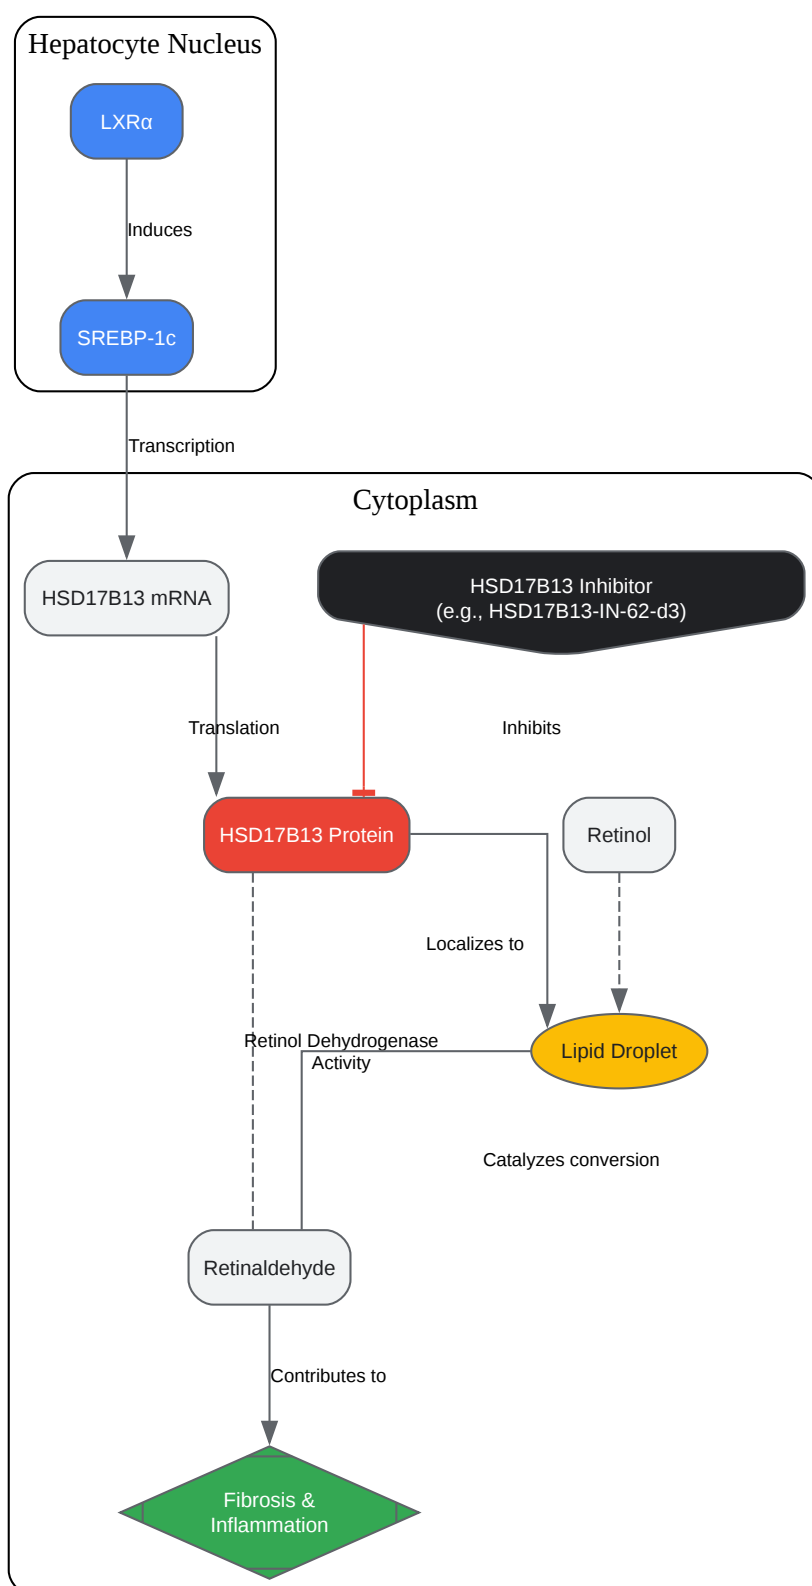 Hepatocyte Nucleus
LXRα
Induces
SREBP-1c
Transcription
Cytoplasm
HSD17B13 mRNA
HSD17B13 Inhibitor
(e.g., HSD17B13-IN-62-d3)
Translation
Inhibits
HSD17B13 Protein
Retinol
Localizes to
Retinol Dehydrogenase
Activity
Lipid Droplet
Catalyzes conversion
Retinaldehyde
Contributes to
Fibrosis &
Inflammation